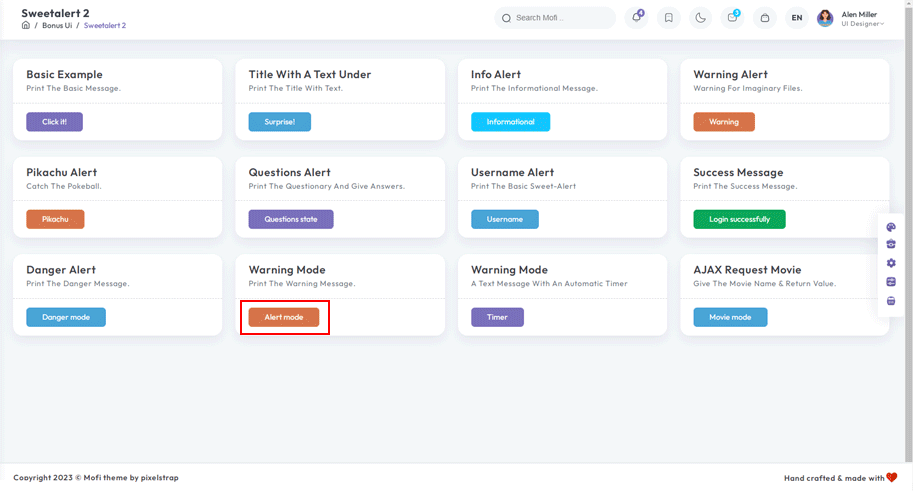 Sweetalert 2
/ Bonus Ui / Sweetalert 2
Search Mofi ..
4
3
EN
Alen Miller
UI Designer
Basic Example
Print The Basic Message.
Click it!
Title With A Text Under
Print The Title With Text.
Surprise!
Info Alert
Print The Informational Message.
Informational
Warning Alert
Warning For Imaginary Files.
Warning
Pikachu Alert
Catch The Pokeball.
Pikachu
Questions Alert
Print The Questionary And Give Answers.
Questions state
Username Alert
Print The Basic Sweet-Alert
Username
Success Message
Print The Success Message.
Login successfully
Danger Alert
Print The Danger Message.
Danger mode
Warning Mode
Print The Warning Message.
Alert mode
Warning Mode
A Text Message With An Automatic Timer
Timer
AJAX Request Movie
Give The Movie Name & Return Value.
Movie mode
Copyright 2023 © Mofi theme by pixelstrap
Hand crafted & made with